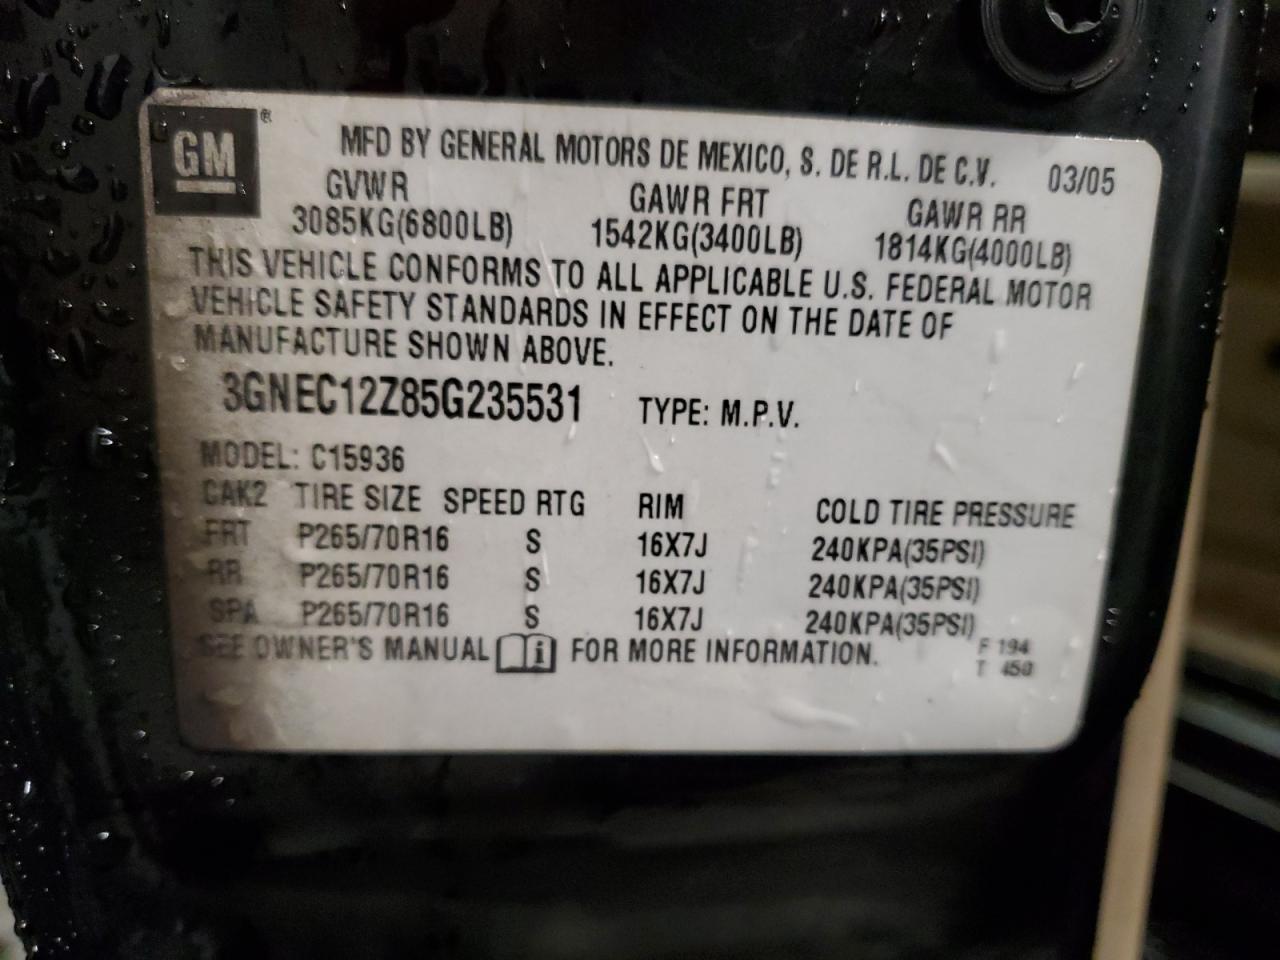 GM ®
MFD BY GENERAL MOTORS DE MEXICO, S. DE R.L. DE C.V. 03/05
GVWR GAWR FRT GAWR RR
3085KG(6800LB) 1542KG(3400LB) 1814KG(4000LB)
THIS VEHICLE CONFORMS TO ALL APPLICABLE U.S. FEDERAL MOTOR
VEHICLE SAFETY STANDARDS IN EFFECT ON THE DATE OF
MANUFACTURE SHOWN ABOVE.
3GNEC12Z85G235531 TYPE: M.P.V.
MODEL: C15936
CAK2 TIRE SIZE SPEED RTG RIM COLD TIRE PRESSURE
FRT P265/70R16 S 16X7J 240KPA(35PSI)
RR P265/70R16 S 16X7J 240KPA(35PSI)
SPA P265/70R16 S 16X7J 240KPA(35PSI)
SEE OWNER'S MANUAL i FOR MORE INFORMATION.
F 194
T 450